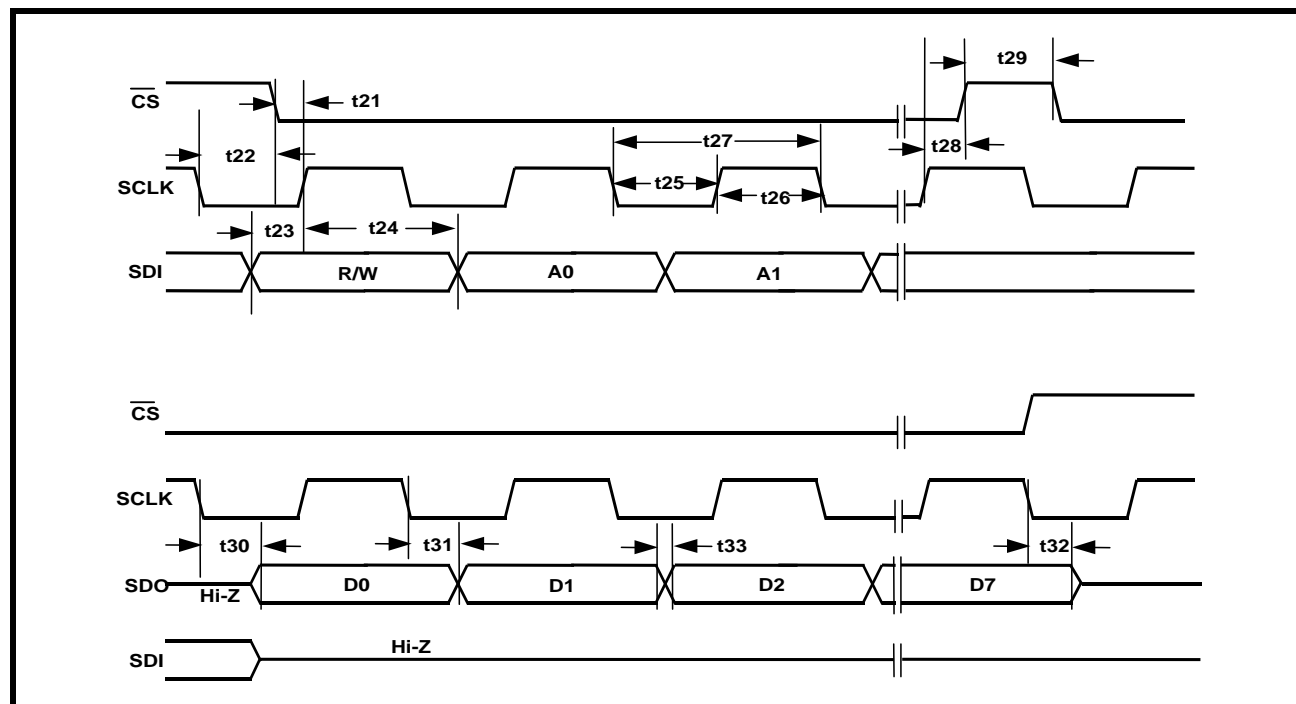 t29
CS
t21
t27
t22
t28
SCLK
t25
t26
t23
t24
SDI
R/W
A0
A1
CS
SCLK
t30
t31
t33
t32
SDO
Hi-Z
D0
D1
D2
D7
SDI
Hi-Z